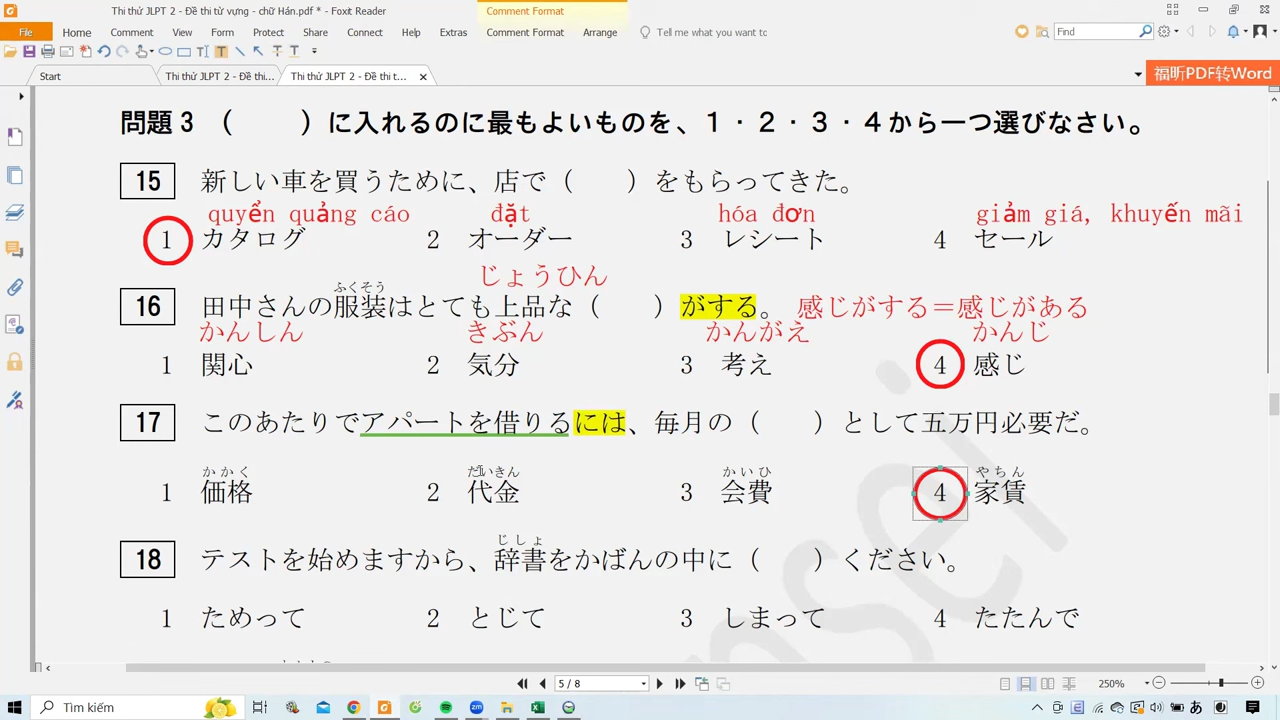 Thi thử JLPT 2 - Đề thi từ vựng - chữ Hán.pdf * - Foxit Reader
Comment Format
File Home Comment View Form Protect Share Connect Help Extras Comment Format Arrange Tell me what you want to Find
Start Thi thử JLPT 2 - Đề thi... Thi thử JLPT 2 - Đề thi t... 福昕PDF转Word
問題3 (　　)に入れるのに最もよいものを、1・2・3・4から一つ選びなさい。
15 新しい車を買うために、店で(　　)をもらってきた。
quyển quảng cáo đặt hóa đơn giảm giá, khuyến mãi
1 カタログ 2 オーダー 3 レシート 4 セール
じょうひん
ふくそう
16 田中さんの服装はとても上品な(　　)がする。 感じがする＝感じがある
かんしん きぶん かんがえ かんじ
1 関心 2 気分 3 考え 4 感じ
17 このあたりでアパートを借りるには、毎月の(　　)として五万円必要だ。
かかく だいきん かいひ やちん
1 価格 2 代金 3 会費 4 家賃
じしょ
18 テストを始めますから、辞書をかばんの中に(　　)ください。
1 ためって 2 とじて 3 しまって 4 たたんで
nsei
5 / 8 250%
Tìm kiếm あ